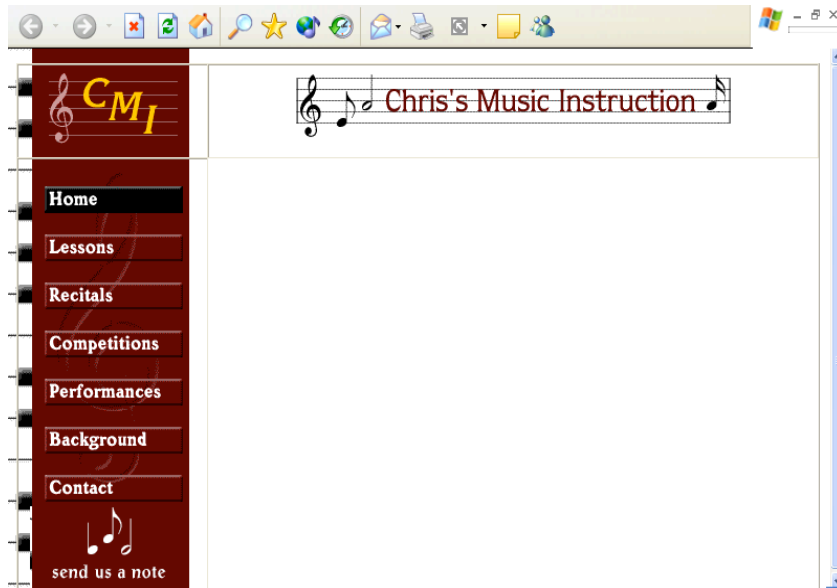 CMI
Chris's Music Instruction
Home
Lessons
Recitals
Competitions
Performances
Background
Contact
send us a note